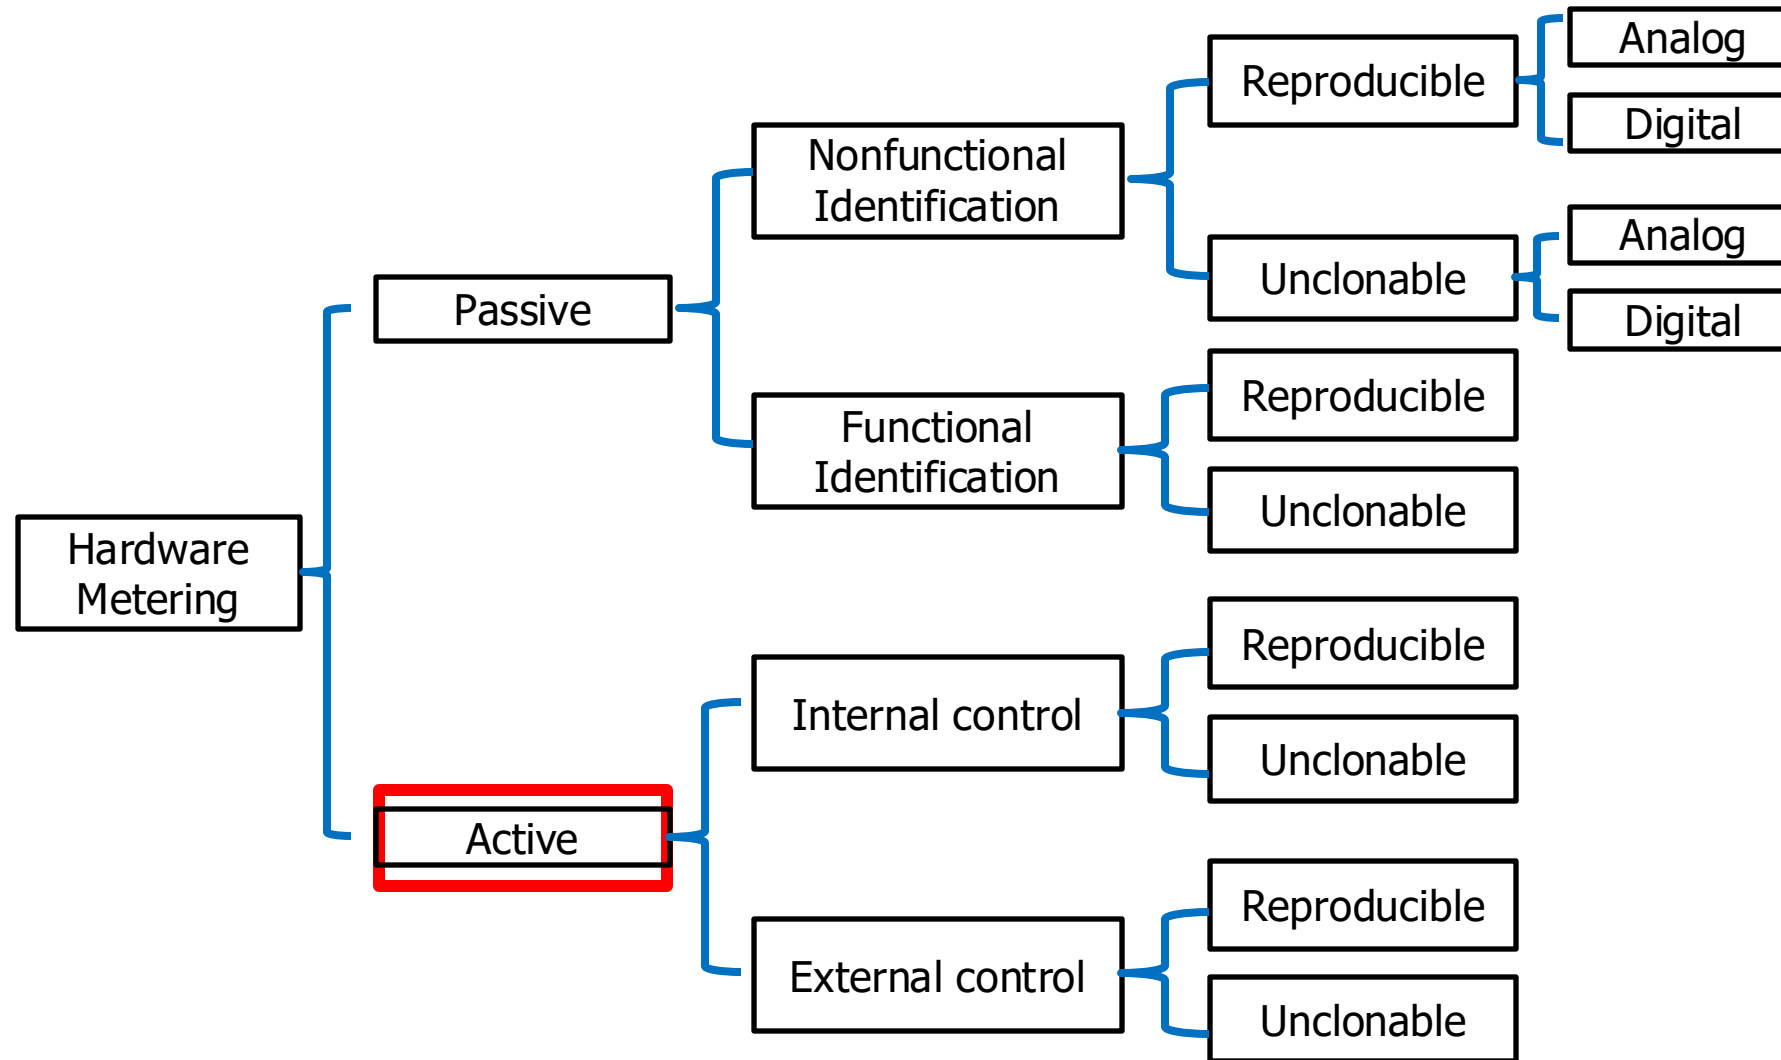 Hardware
Metering
Passive
Nonfunctional
Identification
Reproducible
Analog
Digital
Unclonable
Analog
Digital
Functional
Identification
Reproducible
Unclonable
Active
Internal control
Reproducible
Unclonable
External control
Reproducible
Unclonable